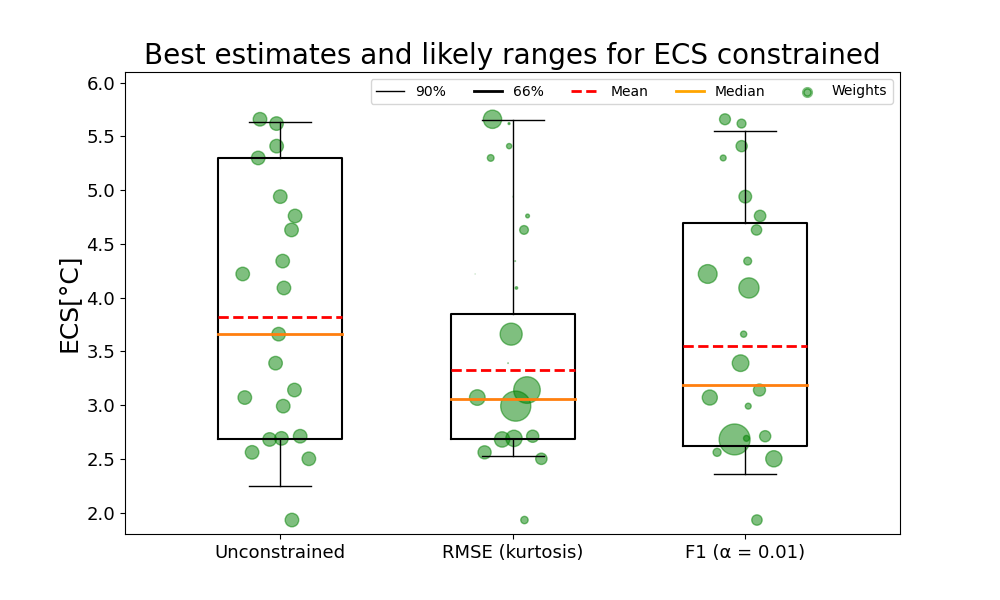 Best estimates and likely ranges for ECS constrained
90% 66% Mean Median Weights
ECS[°C]
6.0
5.5
5.0
4.5
4.0
3.5
3.0
2.5
2.0
Unconstrained RMSE (kurtosis) F1 (α = 0.01)